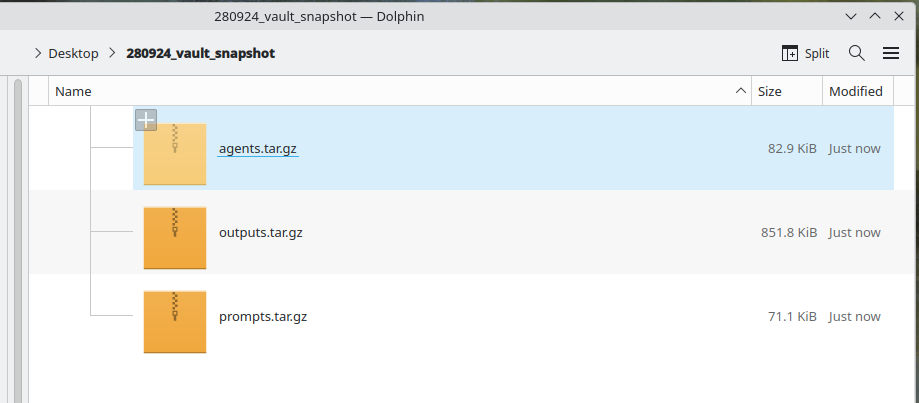 280924_vault_snapshot — Dolphin
Desktop 280924_vault_snapshot Split
Name Size Modified
agents.tar.gz 82.9 KiB Just now
outputs.tar.gz 851.8 KiB Just now
prompts.tar.gz 71.1 KiB Just now